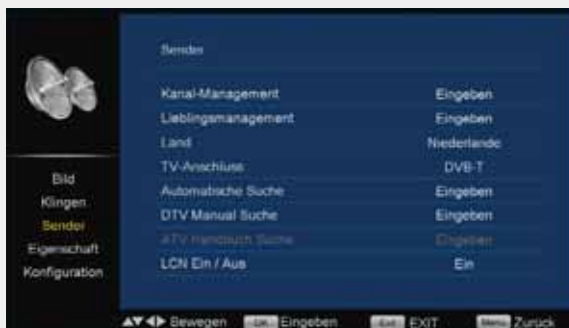 Sender
Kanal-Management Eingeben
Lieblingsmanagement Eingeben
Land Niederlande
TV-Anschluss DVB-T
Automatische Suche Eingeben
DTV Manual Suche Eingeben
ATV Handbuch Suche Eingeben
LCN Ein / Aus Ein
Bild
Klingen
Sender
Eigenschaft
Konfiguration
▲▼◀▶ Bewegen OK Eingeben Exit EXIT Menu Zurück